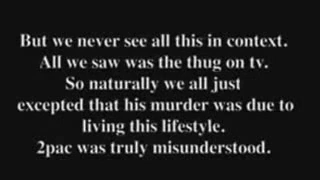 But we never see all this in context.
All we saw was the thug on tv.
So naturally we all just
excepted that his murder was due to
living this lifestyle.
2pac was truly misunderstood.